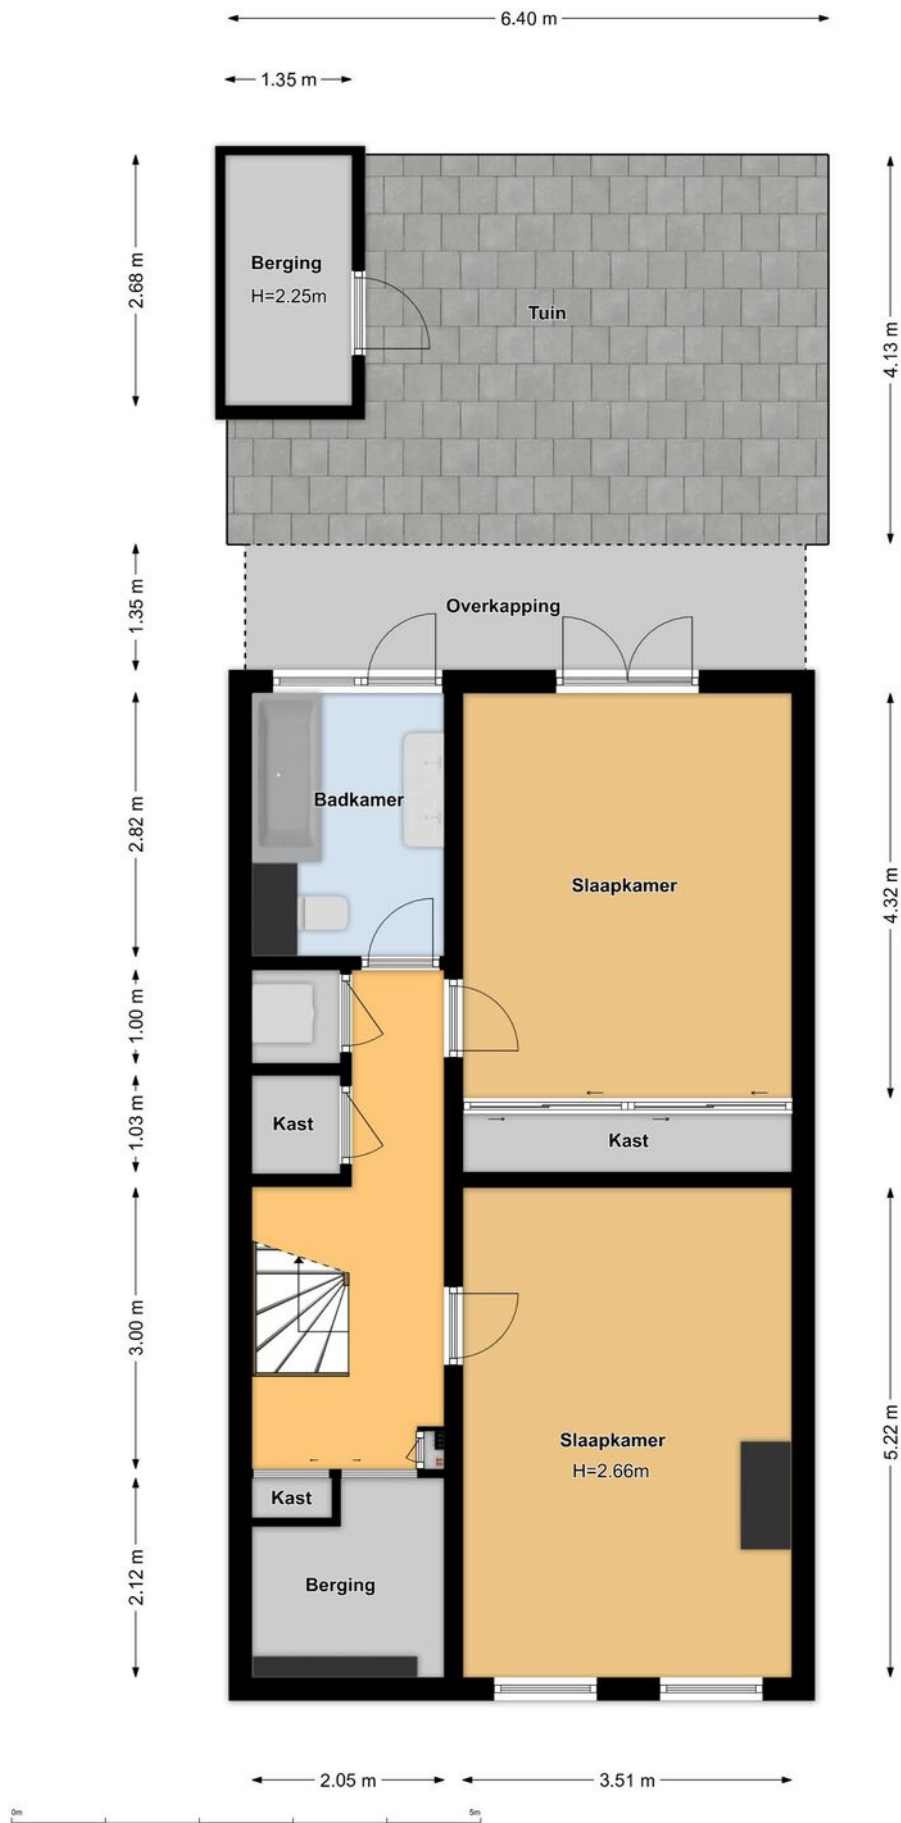 6.40 m
1.35 m
2.68 m
Berging
H=2.25m
Tuin
4.13 m
1.35 m
Overkapping
2.82 m
Badkamer
Slaapkamer
4.32 m
1.00 m
1.03 m
Kast
Kast
3.00 m
5.22 m
Slaapkamer
H=2.66m
Kast
2.12 m
Berging
2.05 m
3.51 m
0m
5m